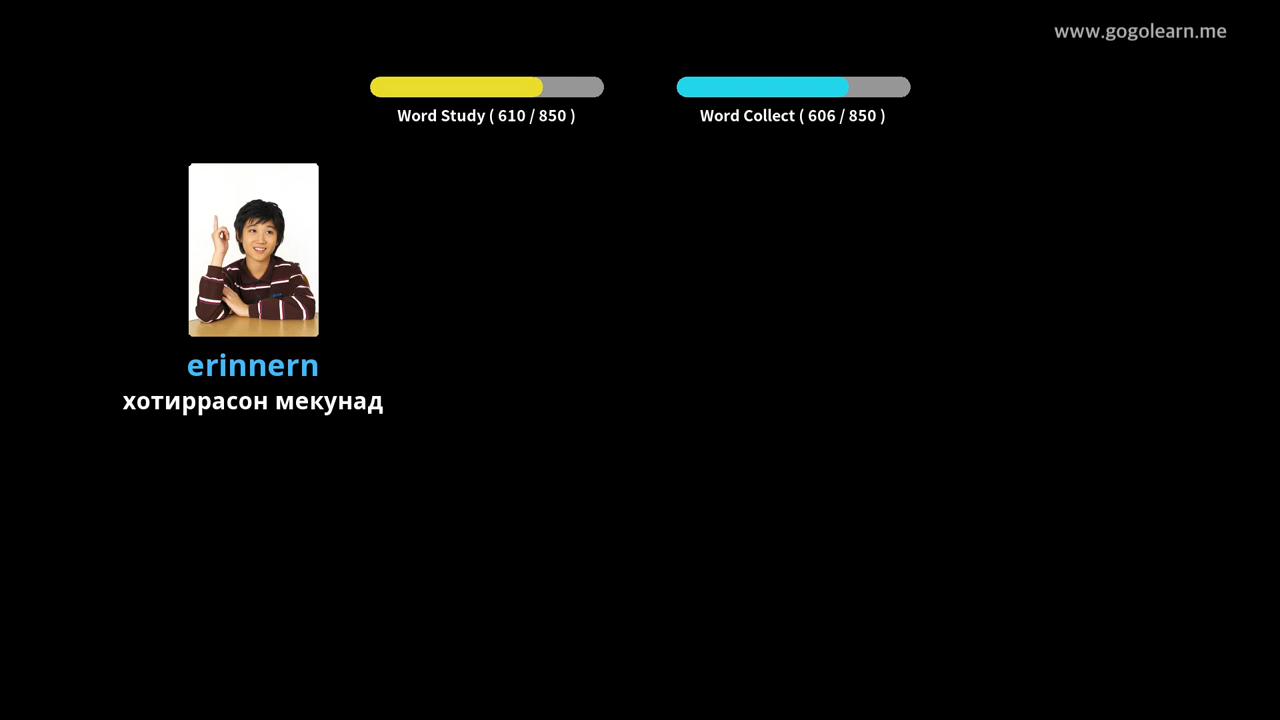 www.gogolearn.me
Word Study ( 610 / 850 )
Word Collect ( 606 / 850 )
erinnern
хотиррасон мекунад